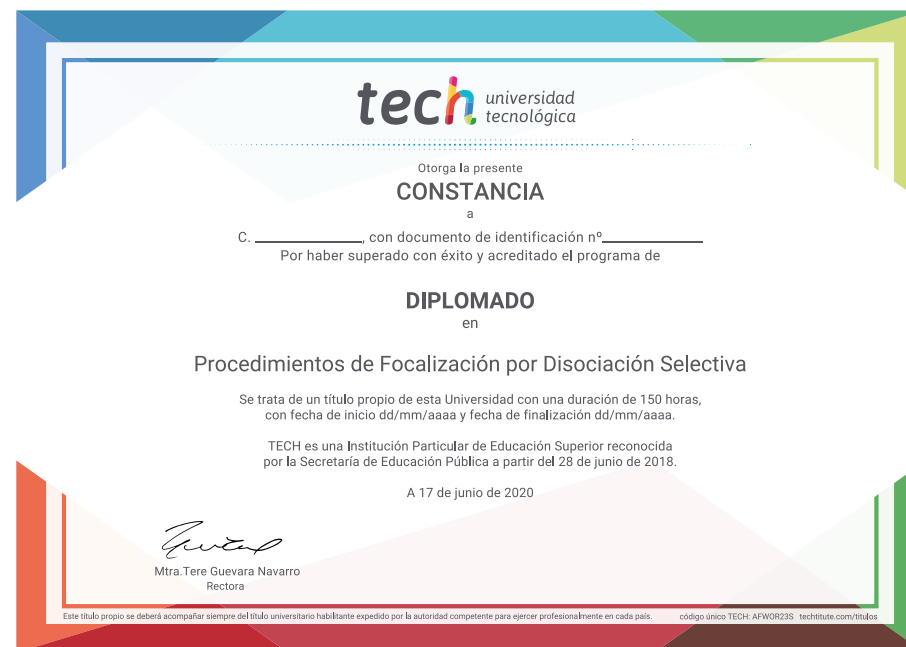 tech universidad
tecnológica
Otorga la presente
CONSTANCIA
a
C. ____________, con documento de identificación nº____________
Por haber superado con éxito y acreditado el programa de
DIPLOMADO
en
Procedimientos de Focalización por Disociación Selectiva
Se trata de un título propio de esta Universidad con una duración de 150 horas,
con fecha de inicio dd/mm/aaaa y fecha de finalización dd/mm/aaaa.
TECH es una Institución Particular de Educación Superior reconocida
por la Secretaría de Educación Pública a partir del 28 de junio de 2018.
A 17 de junio de 2020
Mtra.Tere Guevara Navarro
Rectora
Este título propio se deberá acompañar siempre del título universitario habilitante expedido por la autoridad competente para ejercer profesionalmente en cada país. código único TECH: AFWOR23S techtitute.com/titulos